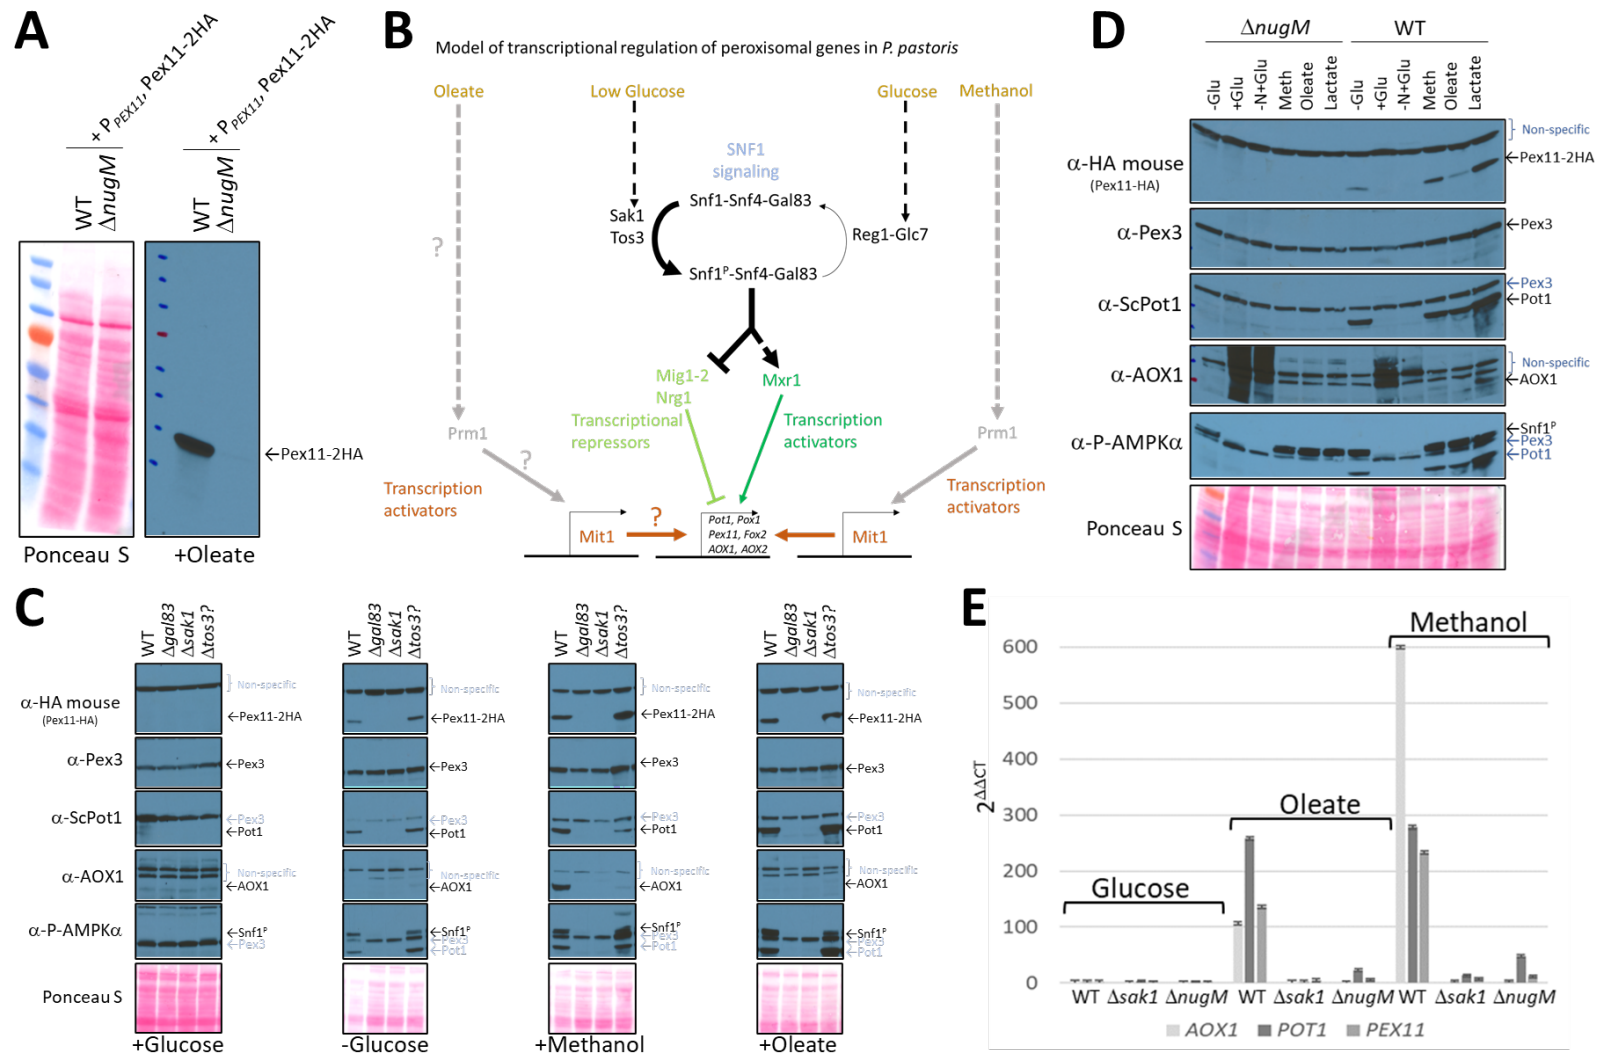 A
+ P_PEX11, Pex11-2HA
+ P_PEX11, Pex11-2HA
WT
ΔnugM
WT
ΔnugM
←Pex11-2HA
Ponceau S
+Oleate
B
Model of transcriptional regulation of peroxisomal genes in P. pastoris
Oleate
Low Glucose
Glucose
Methanol
SNF1
signaling
Snf1-Snf4-Gal83
Sak1
Tos3
Reg1-Glc7
?
Snf1ᴾ-Snf4-Gal83
Mig1-2
Nrg1
Mxr1
Transcriptional
repressors
Transcription
activators
Prm1
Prm1
?
Transcription
activators
Transcription
activators
?
Mit1
Pot1, Pox1
Pex11, Fox2
AOX1, AOX2
Mit1
C
WT
Δgal83
Δsak1
Δtos3?
WT
Δgal83
Δsak1
Δtos3?
WT
Δgal83
Δsak1
Δtos3?
WT
Δgal83
Δsak1
Δtos3?
α-HA mouse
(Pex11-HA)
Non-specific
←Pex11-2HA
Non-specific
←Pex11-2HA
Non-specific
←Pex11-2HA
Non-specific
←Pex11-2HA
α-Pex3
←Pex3
←Pex3
←Pex3
←Pex3
α-ScPot1
←Pex3
←Pot1
←Pex3
←Pot1
←Pex3
←Pot1
←Pex3
←Pot1
α-AOX1
Non-specific
←AOX1
Non-specific
←AOX1
Non-specific
←AOX1
Non-specific
←AOX1
α-P-AMPKα
←Snf1ᴾ
←Pex3
←Snf1ᴾ
←Pex3
←Pot1
←Snf1ᴾ
←Pex3
←Pot1
←Snf1ᴾ
←Pex3
←Pot1
Ponceau S
+Glucose
-Glucose
+Methanol
+Oleate
D
ΔnugM
WT
-Glu
+Glu
-N+Glu
Meth
Oleate
Lactate
-Glu
+Glu
-N+Glu
Meth
Oleate
Lactate
α-HA mouse
(Pex11-HA)
Non-specific
←Pex11-2HA
α-Pex3
←Pex3
α-ScPot1
←Pex3
←Pot1
α-AOX1
Non-specific
←AOX1
α-P-AMPKα
←Snf1ᴾ
←Pex3
←Pot1
Ponceau S
E
2^ΔΔCT
600
500
400
300
200
100
0
Glucose
Oleate
Methanol
WT Δsak1 ΔnugM WT Δsak1 ΔnugM WT Δsak1 ΔnugM
AOX1 POT1 PEX11